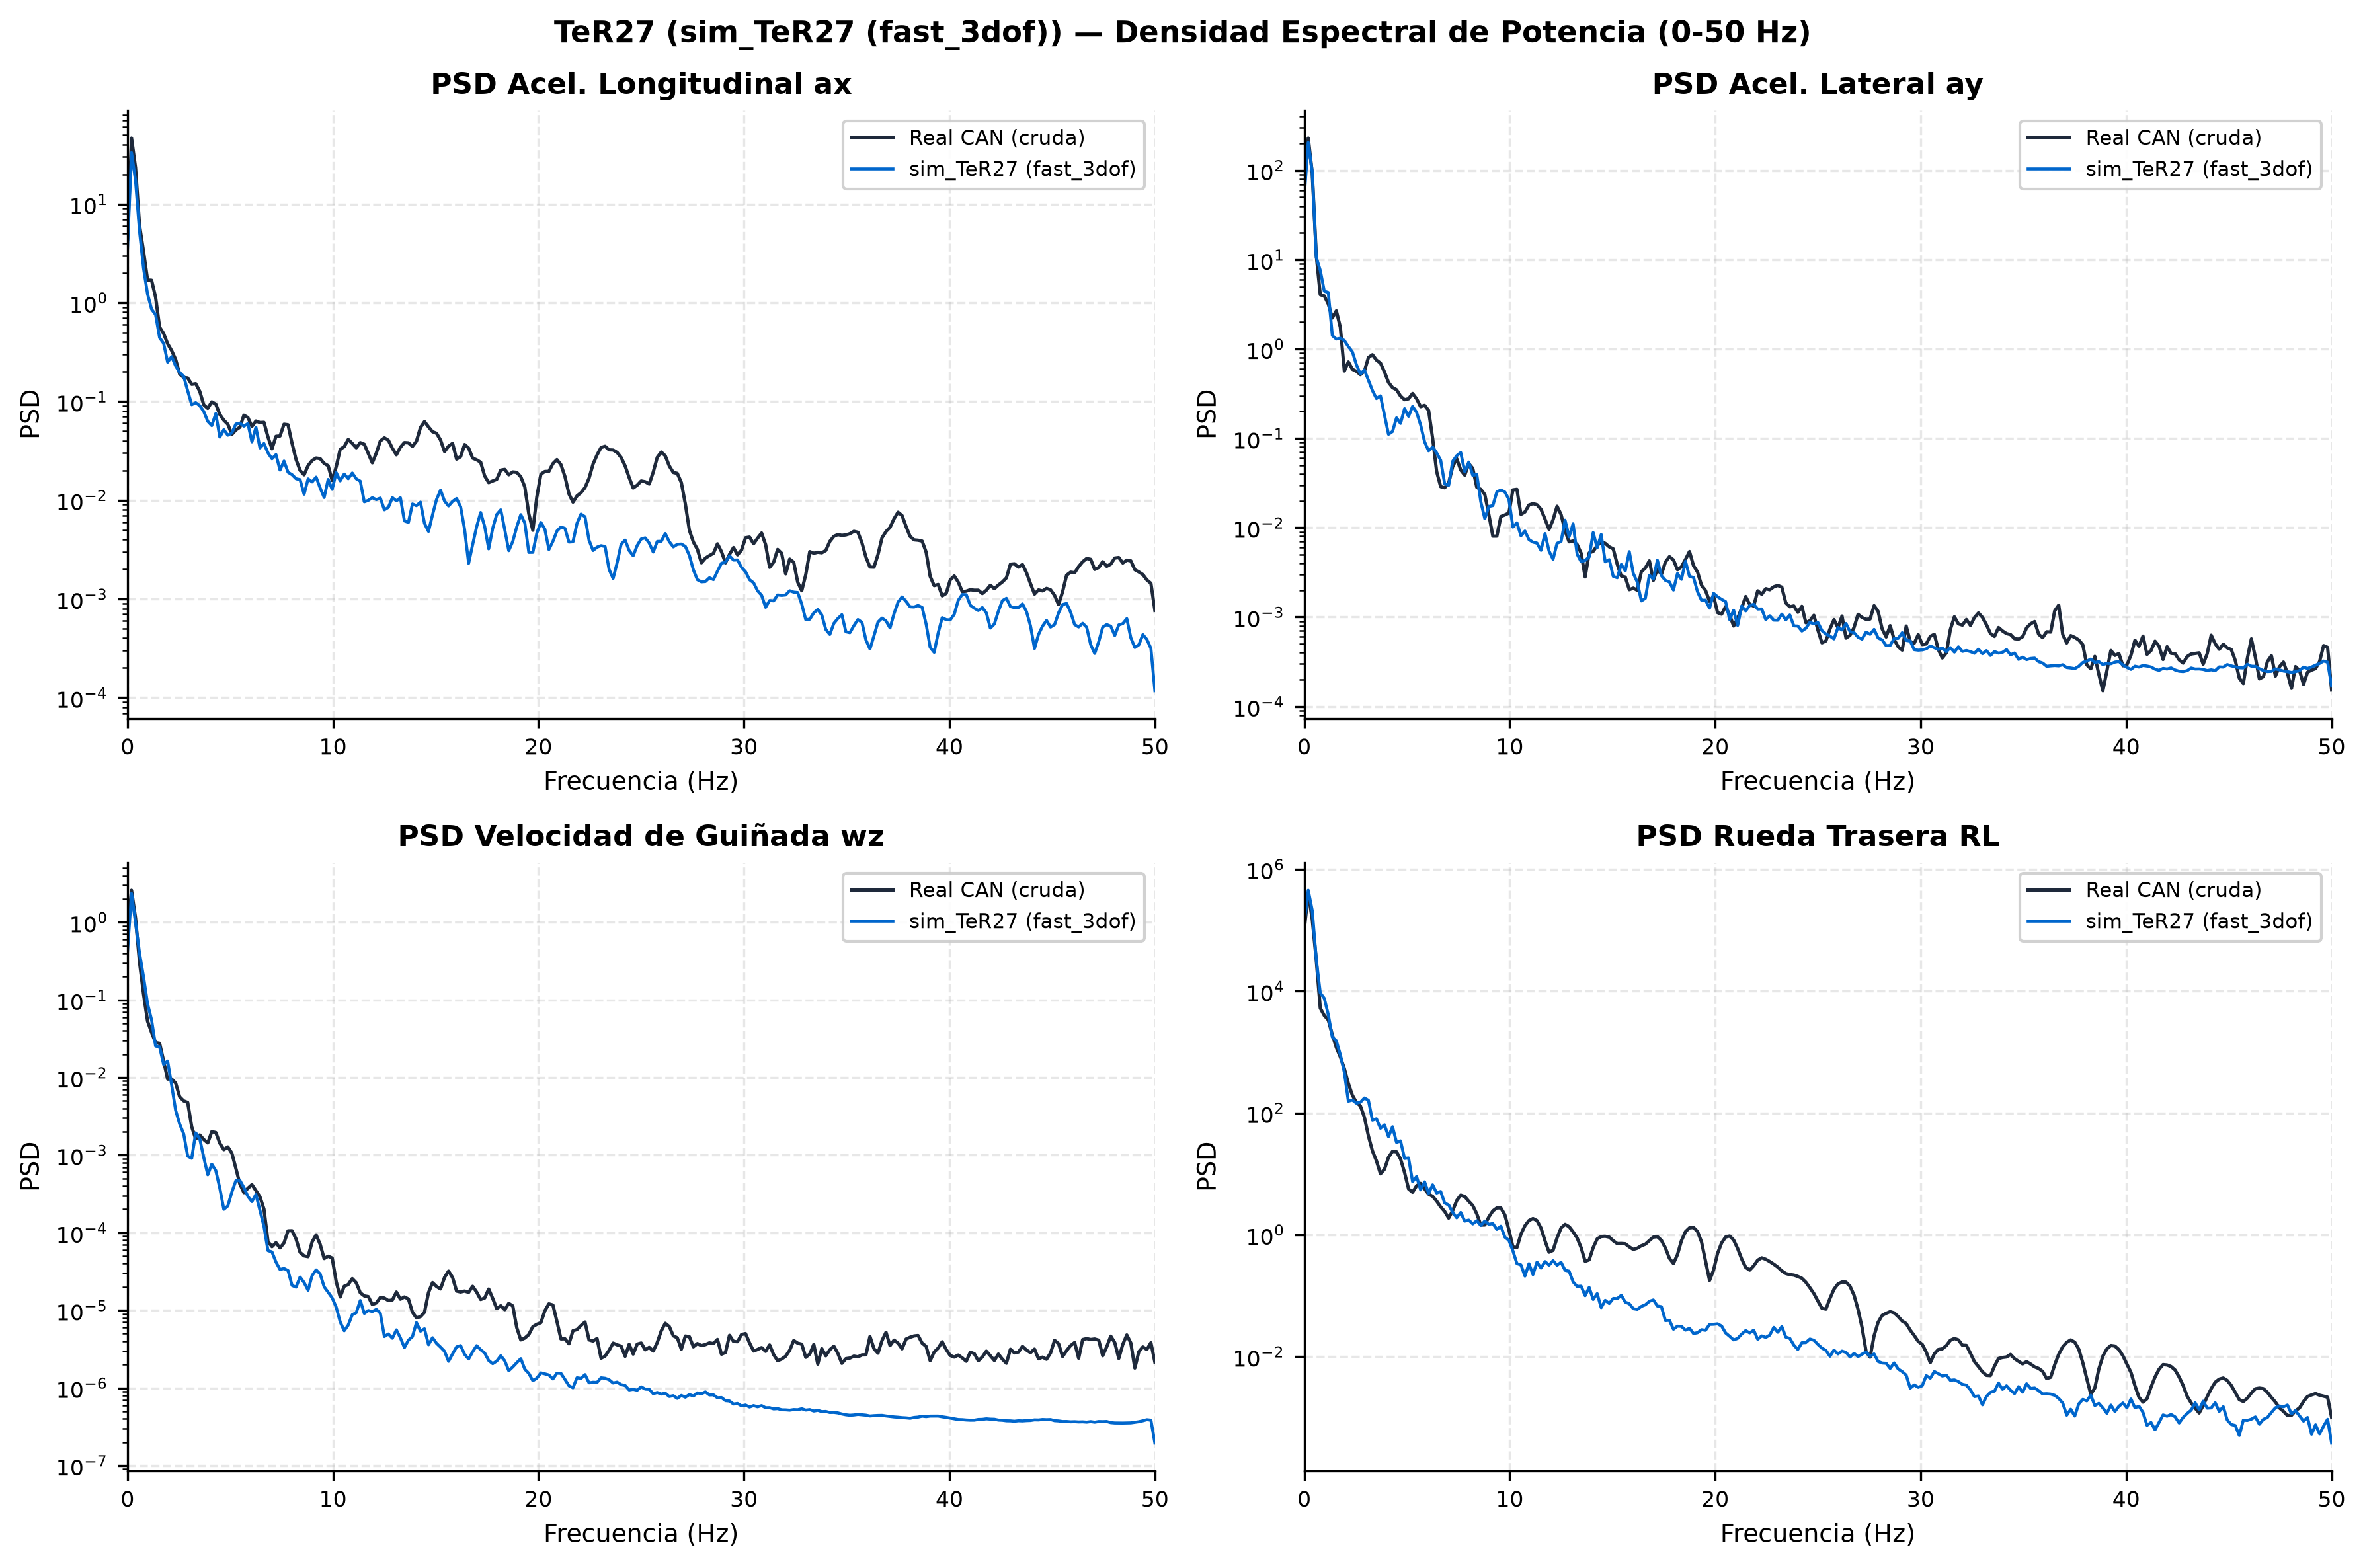 TeR27 (sim_TeR27 (fast_3dof)) — Densidad Espectral de Potencia (0-50 Hz)
PSD Acel. Longitudinal ax
Real CAN (cruda)
sim_TeR27 (fast_3dof)
PSD
10¹
10⁰
10⁻¹
10⁻²
10⁻³
10⁻⁴
0 10 20 30 40 50
Frecuencia (Hz)
PSD Acel. Lateral ay
Real CAN (cruda)
sim_TeR27 (fast_3dof)
PSD
10²
10¹
10⁰
10⁻¹
10⁻²
10⁻³
10⁻⁴
0 10 20 30 40 50
Frecuencia (Hz)
PSD Velocidad de Guiñada wz
Real CAN (cruda)
sim_TeR27 (fast_3dof)
PSD
10⁰
10⁻¹
10⁻²
10⁻³
10⁻⁴
10⁻⁵
10⁻⁶
10⁻⁷
0 10 20 30 40 50
Frecuencia (Hz)
PSD Rueda Trasera RL
Real CAN (cruda)
sim_TeR27 (fast_3dof)
PSD
10⁶
10⁴
10²
10⁰
10⁻²
0 10 20 30 40 50
Frecuencia (Hz)